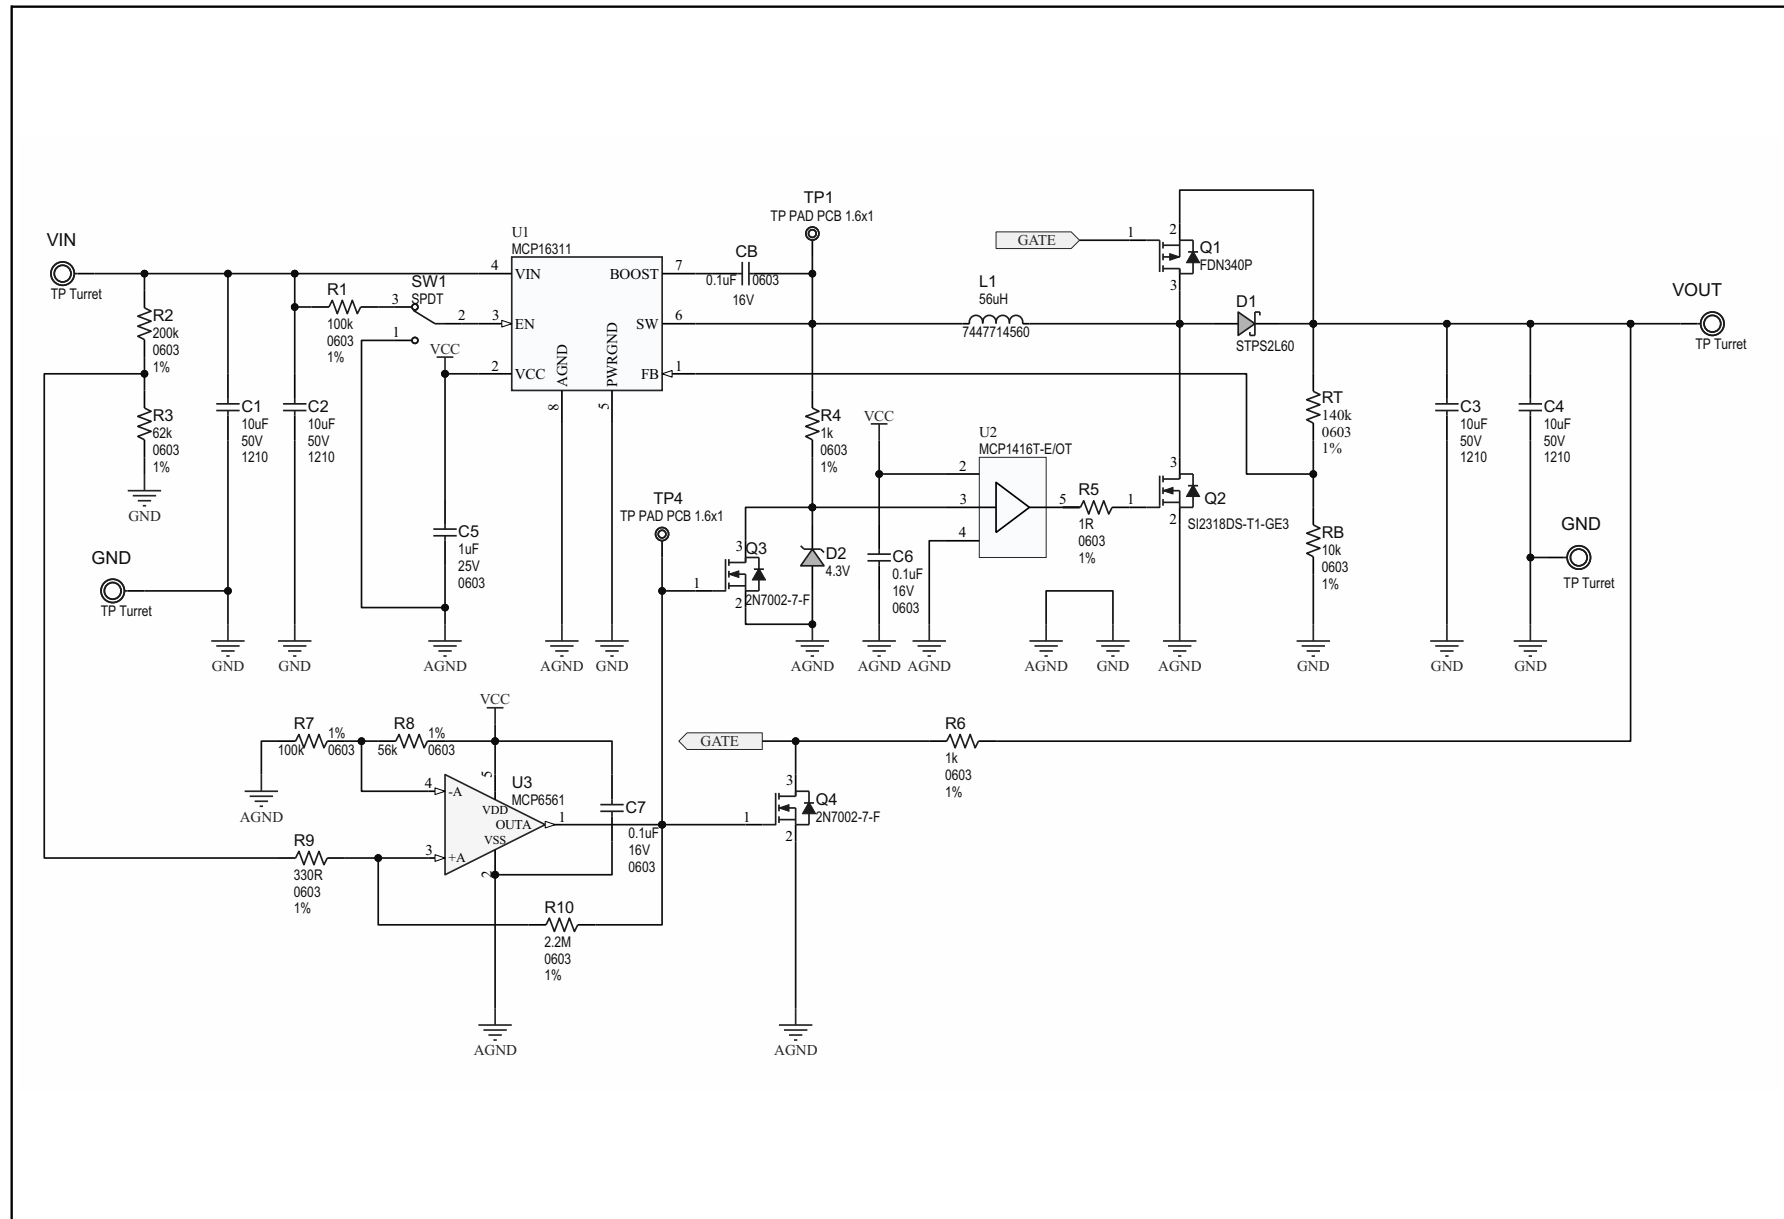 VIN
TP Turret
R2
200k
0603
1%
R3
62k
0603
1%
GND
GND
TP Turret
C1
10uF
50V
1210
GND
C2
10uF
50V
1210
GND
R1
100k
0603
1%
SW1
SPDT
3
2
1
VCC
C5
1uF
25V
0603
AGND
U1
MCP16311
4
VIN
3
EN
2
VCC
AGND
8
PWRGND
5
BOOST
7
SW
6
FB
1
AGND
GND
CB
0.1uF
0603
16V
TP1
TP PAD PCB 1.6x1
R4
1k
0603
1%
TP4
TP PAD PCB 1.6x1
Q3
3
1
2
2N7002-7-F
D2
4.3V
AGND
VCC
C6
0.1uF
16V
0603
AGND
AGND
U2
MCP1416T-E/OT
2
3
4
5
R5
1R
0603
1%
AGND
GND
L1
56uH
7447714560
GATE
1
2
Q1
FDN340P
3
D1
STPS2L60
3
1
Q2
2
SI2318DS-T1-GE3
AGND
RT
140k
0603
1%
RB
10k
0603
1%
GND
C3
10uF
50V
1210
GND
C4
10uF
50V
1210
GND
VOUT
TP Turret
GND
TP Turret
R7
100k
1%
0603
R8
56k
1%
0603
AGND
VCC
4
-A
5
U3
MCP6561
VDD
OUTA
1
VSS
3
+A
2
C7
0.1uF
16V
0603
R9
330R
0603
1%
R10
2.2M
0603
1%
AGND
GATE
R6
1k
0603
1%
3
1
Q4
2N7002-7-F
2
AGND